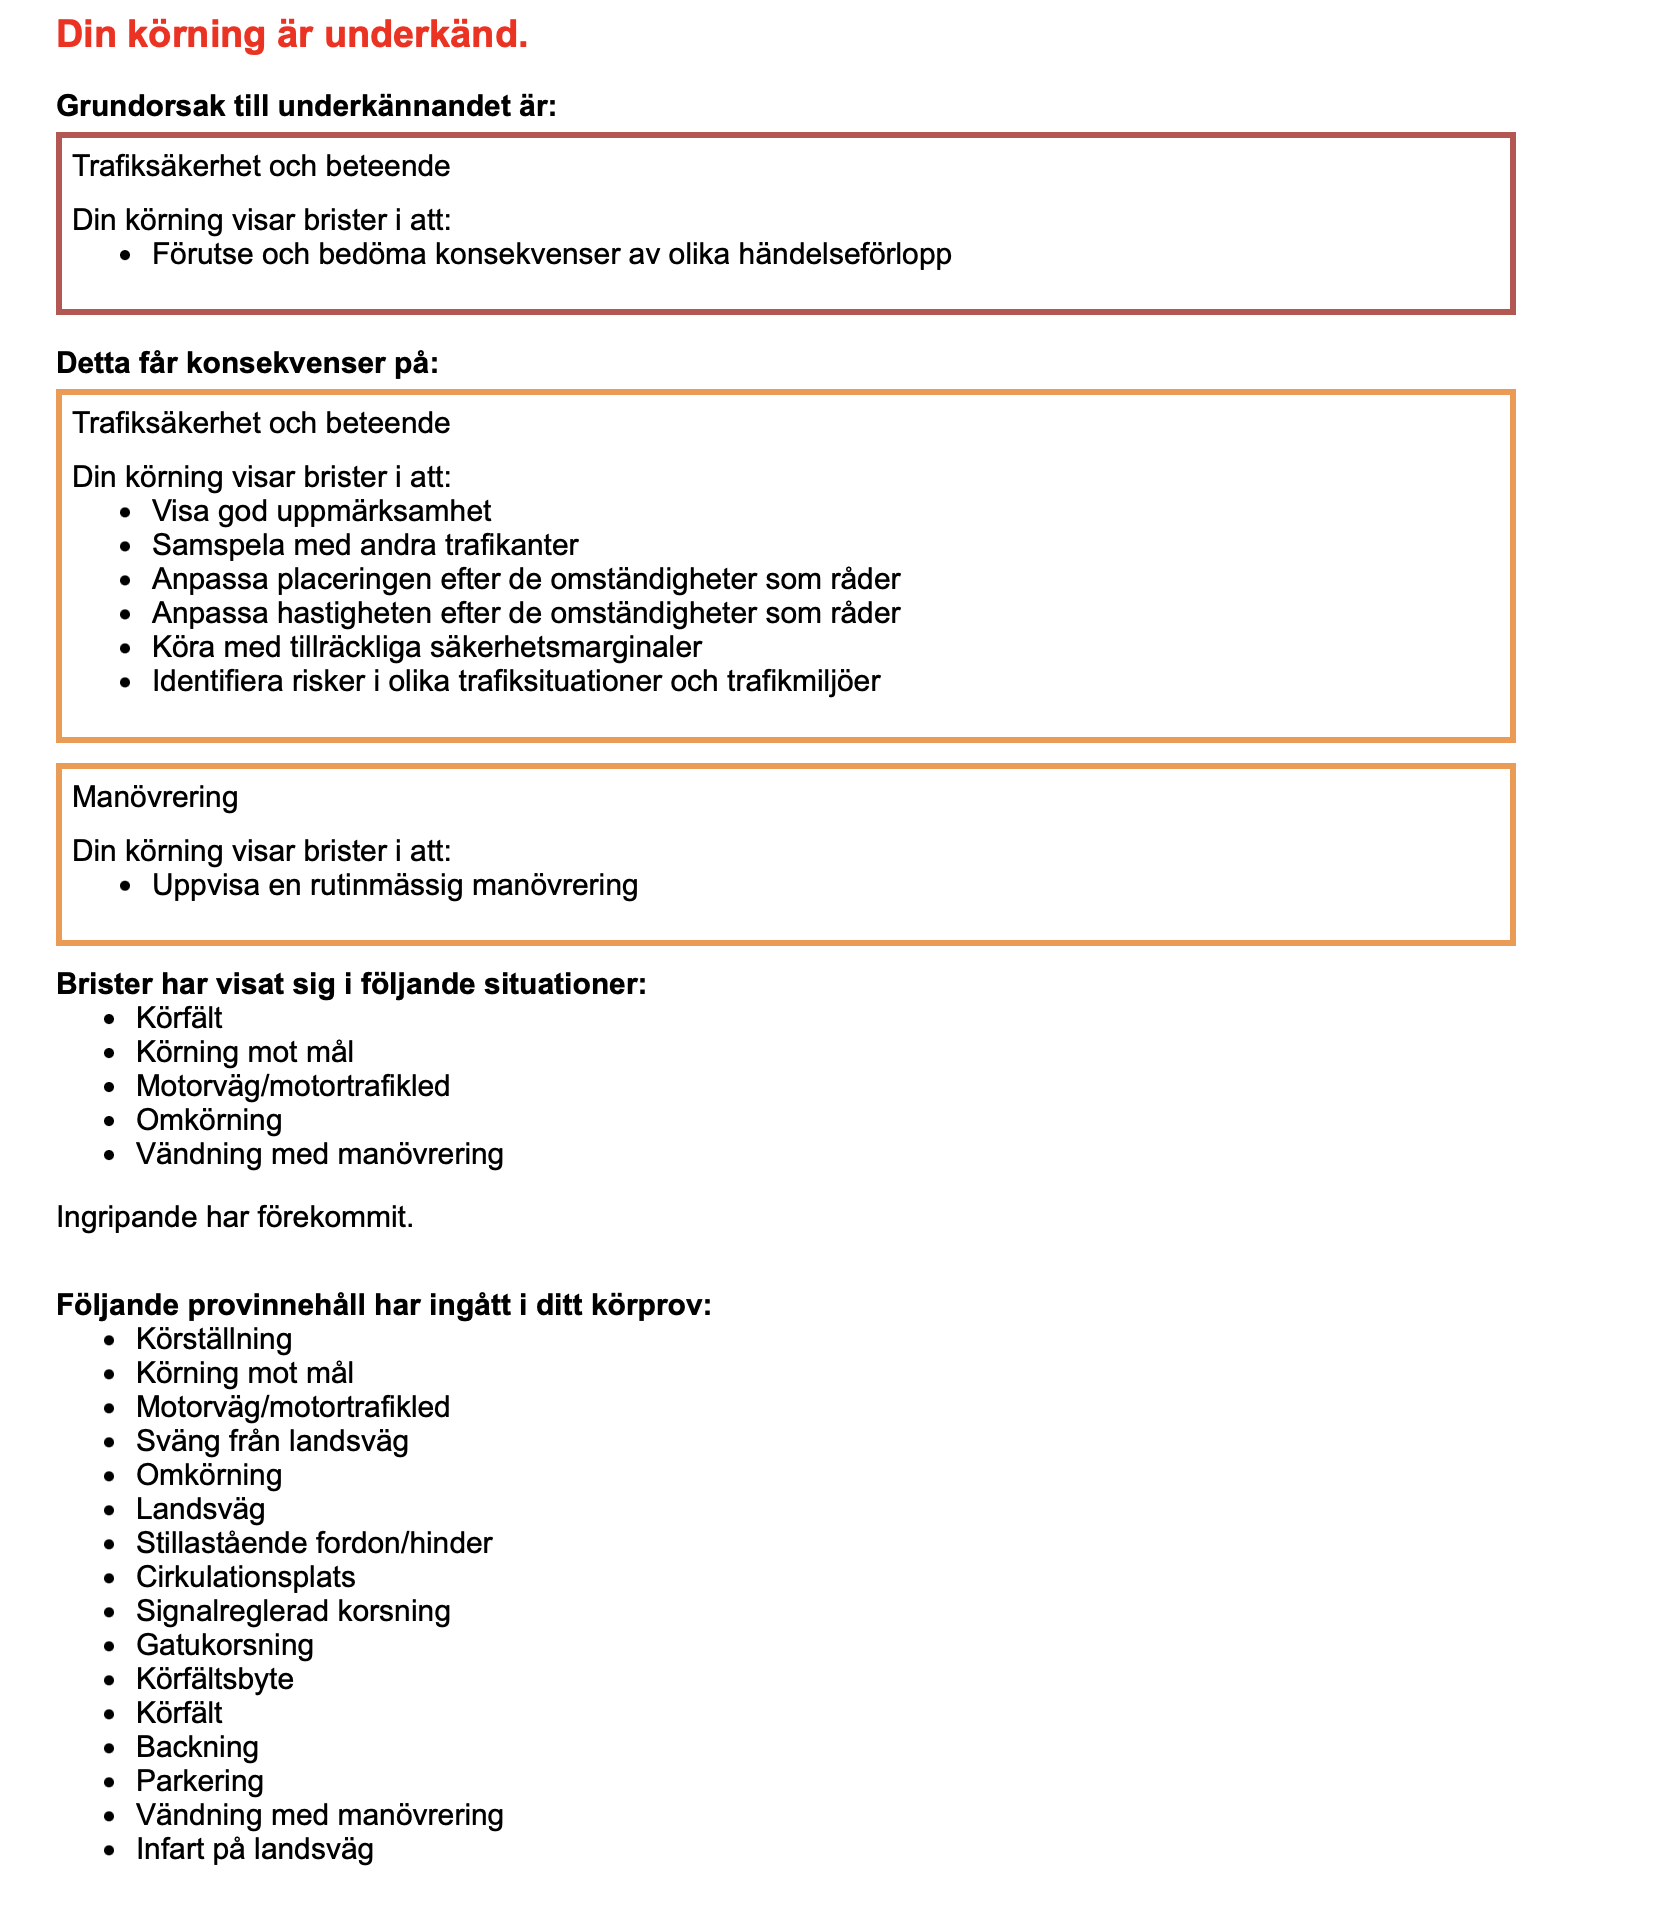 Din körning är underkänd.
Grundorsak till underkännandet är:
Trafiksäkerhet och beteende
Din körning visar brister i att:
• Förutse och bedöma konsekvenser av olika händelseförlopp
Detta får konsekvenser på:
Trafiksäkerhet och beteende
Din körning visar brister i att:
• Visa god uppmärksamhet
• Samspela med andra trafikanter
• Anpassa placeringen efter de omständigheter som råder
• Anpassa hastigheten efter de omständigheter som råder
• Köra med tillräckliga säkerhetsmarginaler
• Identifiera risker i olika trafiksituationer och trafikmiljöer
Manövrering
Din körning visar brister i att:
• Uppvisa en rutinmässig manövrering
Brister har visat sig i följande situationer:
• Körfält
• Körning mot mål
• Motorväg/motortrafikled
• Omkörning
• Vändning med manövrering
Ingripande har förekommit.
Följande provinnehåll har ingått i ditt körprov:
• Körställning
• Körning mot mål
• Motorväg/motortrafikled
• Sväng från landsväg
• Omkörning
• Landsväg
• Stillastående fordon/hinder
• Cirkulationsplats
• Signalreglerad korsning
• Gatukorsning
• Körfältsbyte
• Körfält
• Backning
• Parkering
• Vändning med manövrering
• Infart på landsväg